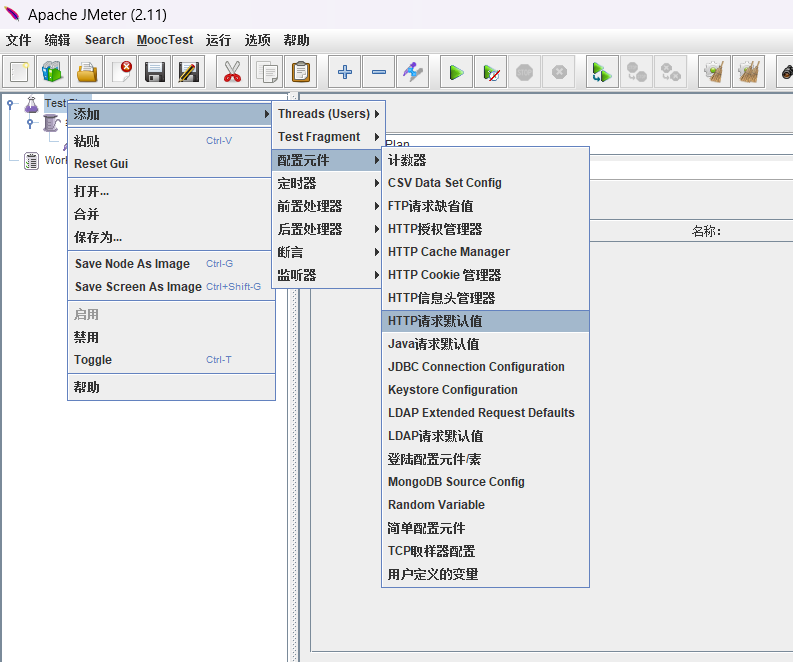 Apache JMeter (2.11)
文件 编辑 Search MoocTest 运行 选项 帮助
Test
Work
添加
粘贴 Ctrl-V
Reset Gui
打开...
合并
保存为...
Save Node As Image Ctrl-G
Save Screen As Image Ctrl+Shift-G
启用
禁用
Toggle Ctrl-T
帮助
Threads (Users)
Test Fragment
配置元件
定时器
前置处理器
后置处理器
断言
监听器
Plan
名称：
计数器
CSV Data Set Config
FTP请求缺省值
HTTP授权管理器
HTTP Cache Manager
HTTP Cookie 管理器
HTTP信息头管理器
HTTP请求默认值
Java请求默认值
JDBC Connection Configuration
Keystore Configuration
LDAP Extended Request Defaults
LDAP请求默认值
登陆配置元件/素
MongoDB Source Config
Random Variable
简单配置元件
TCP取样器配置
用户定义的变量